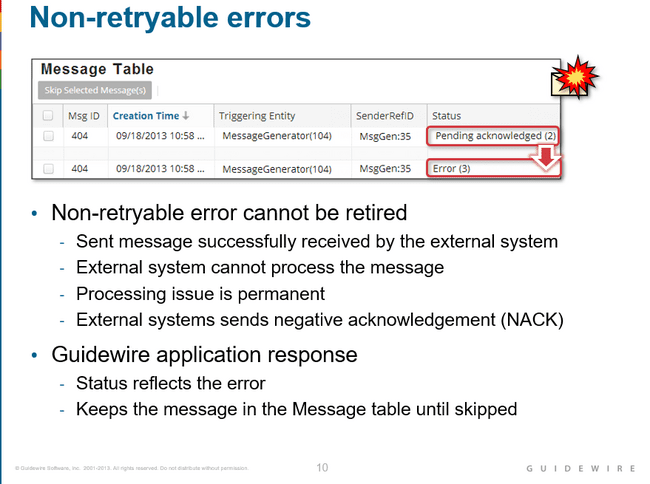 Non-retryable errors
Message Table
Skip Selected Message(s)
Msg ID Creation Time Triggering Entity SenderRefID Status
404 09/18/2013 10:58 ... MessageGenerator(104) MsgGen:35 Pending acknowledged (2)
404 09/18/2013 10:58 ... MessageGenerator(104) MsgGen:35 Error (3)
• Non-retryable error cannot be retired
- Sent message successfully received by the external system
- External system cannot process the message
- Processing issue is permanent
- External systems sends negative acknowledgement (NACK)
• Guidewire application response
- Status reflects the error
- Keeps the message in the Message table until skipped
© Guidewire Software, Inc. 2001-2013. All rights reserved. Do not distribute without permission.
10
GUIDEWIRE